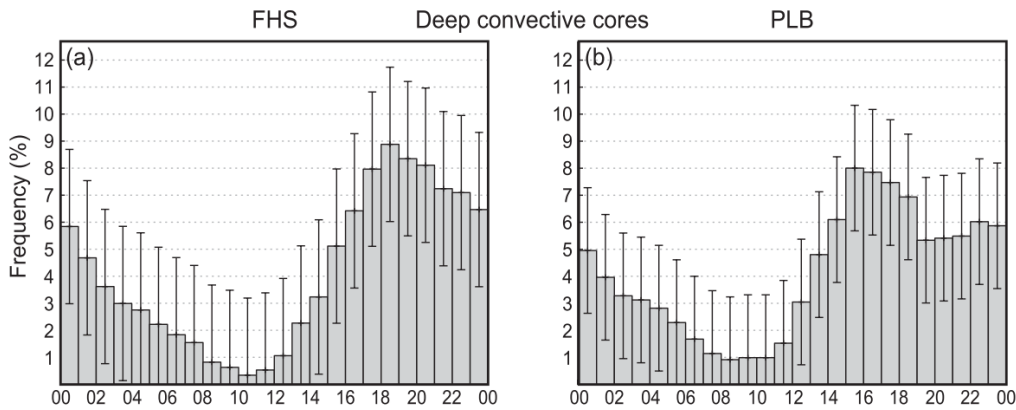 FHS Deep convective cores PLB
(a) (b)
Frequency (%)
12 11 10 9 8 7 6 5 4 3 2 1
12 11 10 9 8 7 6 5 4 3 2 1
00 02 04 06 08 10 12 14 16 18 20 22 00
00 02 04 06 08 10 12 14 16 18 20 22 00